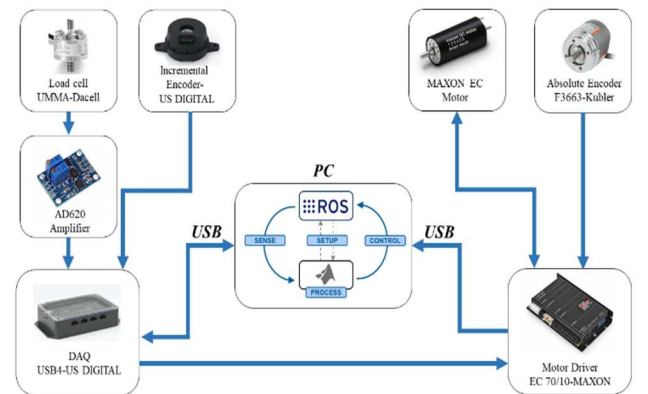 Load cell
UMMA-Dacell
Incremental
Encoder-
US DIGITAL
MAXON EC
Motor
Absolute Encoder
F3663-Kubler
AD620
Amplifier
PC
USB
USB
ROS
SENSE
SETUP
CONTROL
PROCESS
DAQ
USB4-US DIGITAL
Motor Driver
EC 70/10-MAXON